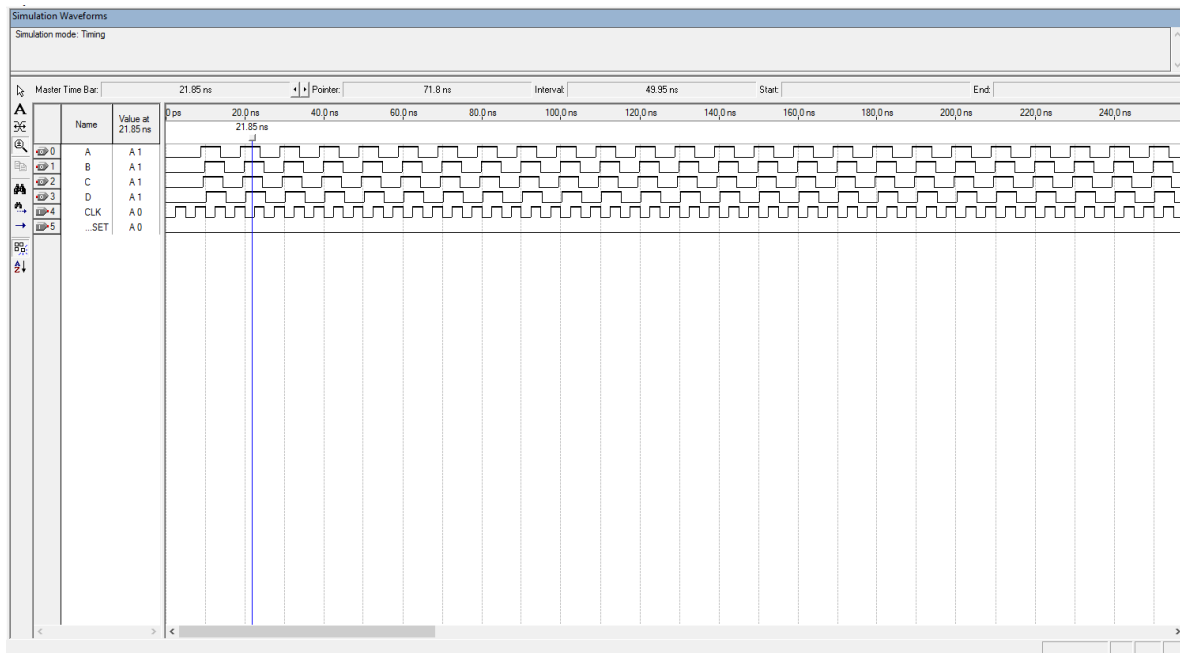 Simulation Waveforms
Simulation mode: Timing
Master Time Bar: 21.85 ns Pointer: 71.8 ns Interval: 49.95 ns Start: End:
Name Value at 21.85 ns
0 ps 20.0 ns 40.0 ns 60.0 ns 80.0 ns 100.0 ns 120.0 ns 140.0 ns 160.0 ns 180.0 ns 200.0 ns 220.0 ns 240.0 ns
21.85 ns
0 A A 1
1 B A 1
2 C A 1
3 D A 1
4 CLK A 0
5 ...SET A 0